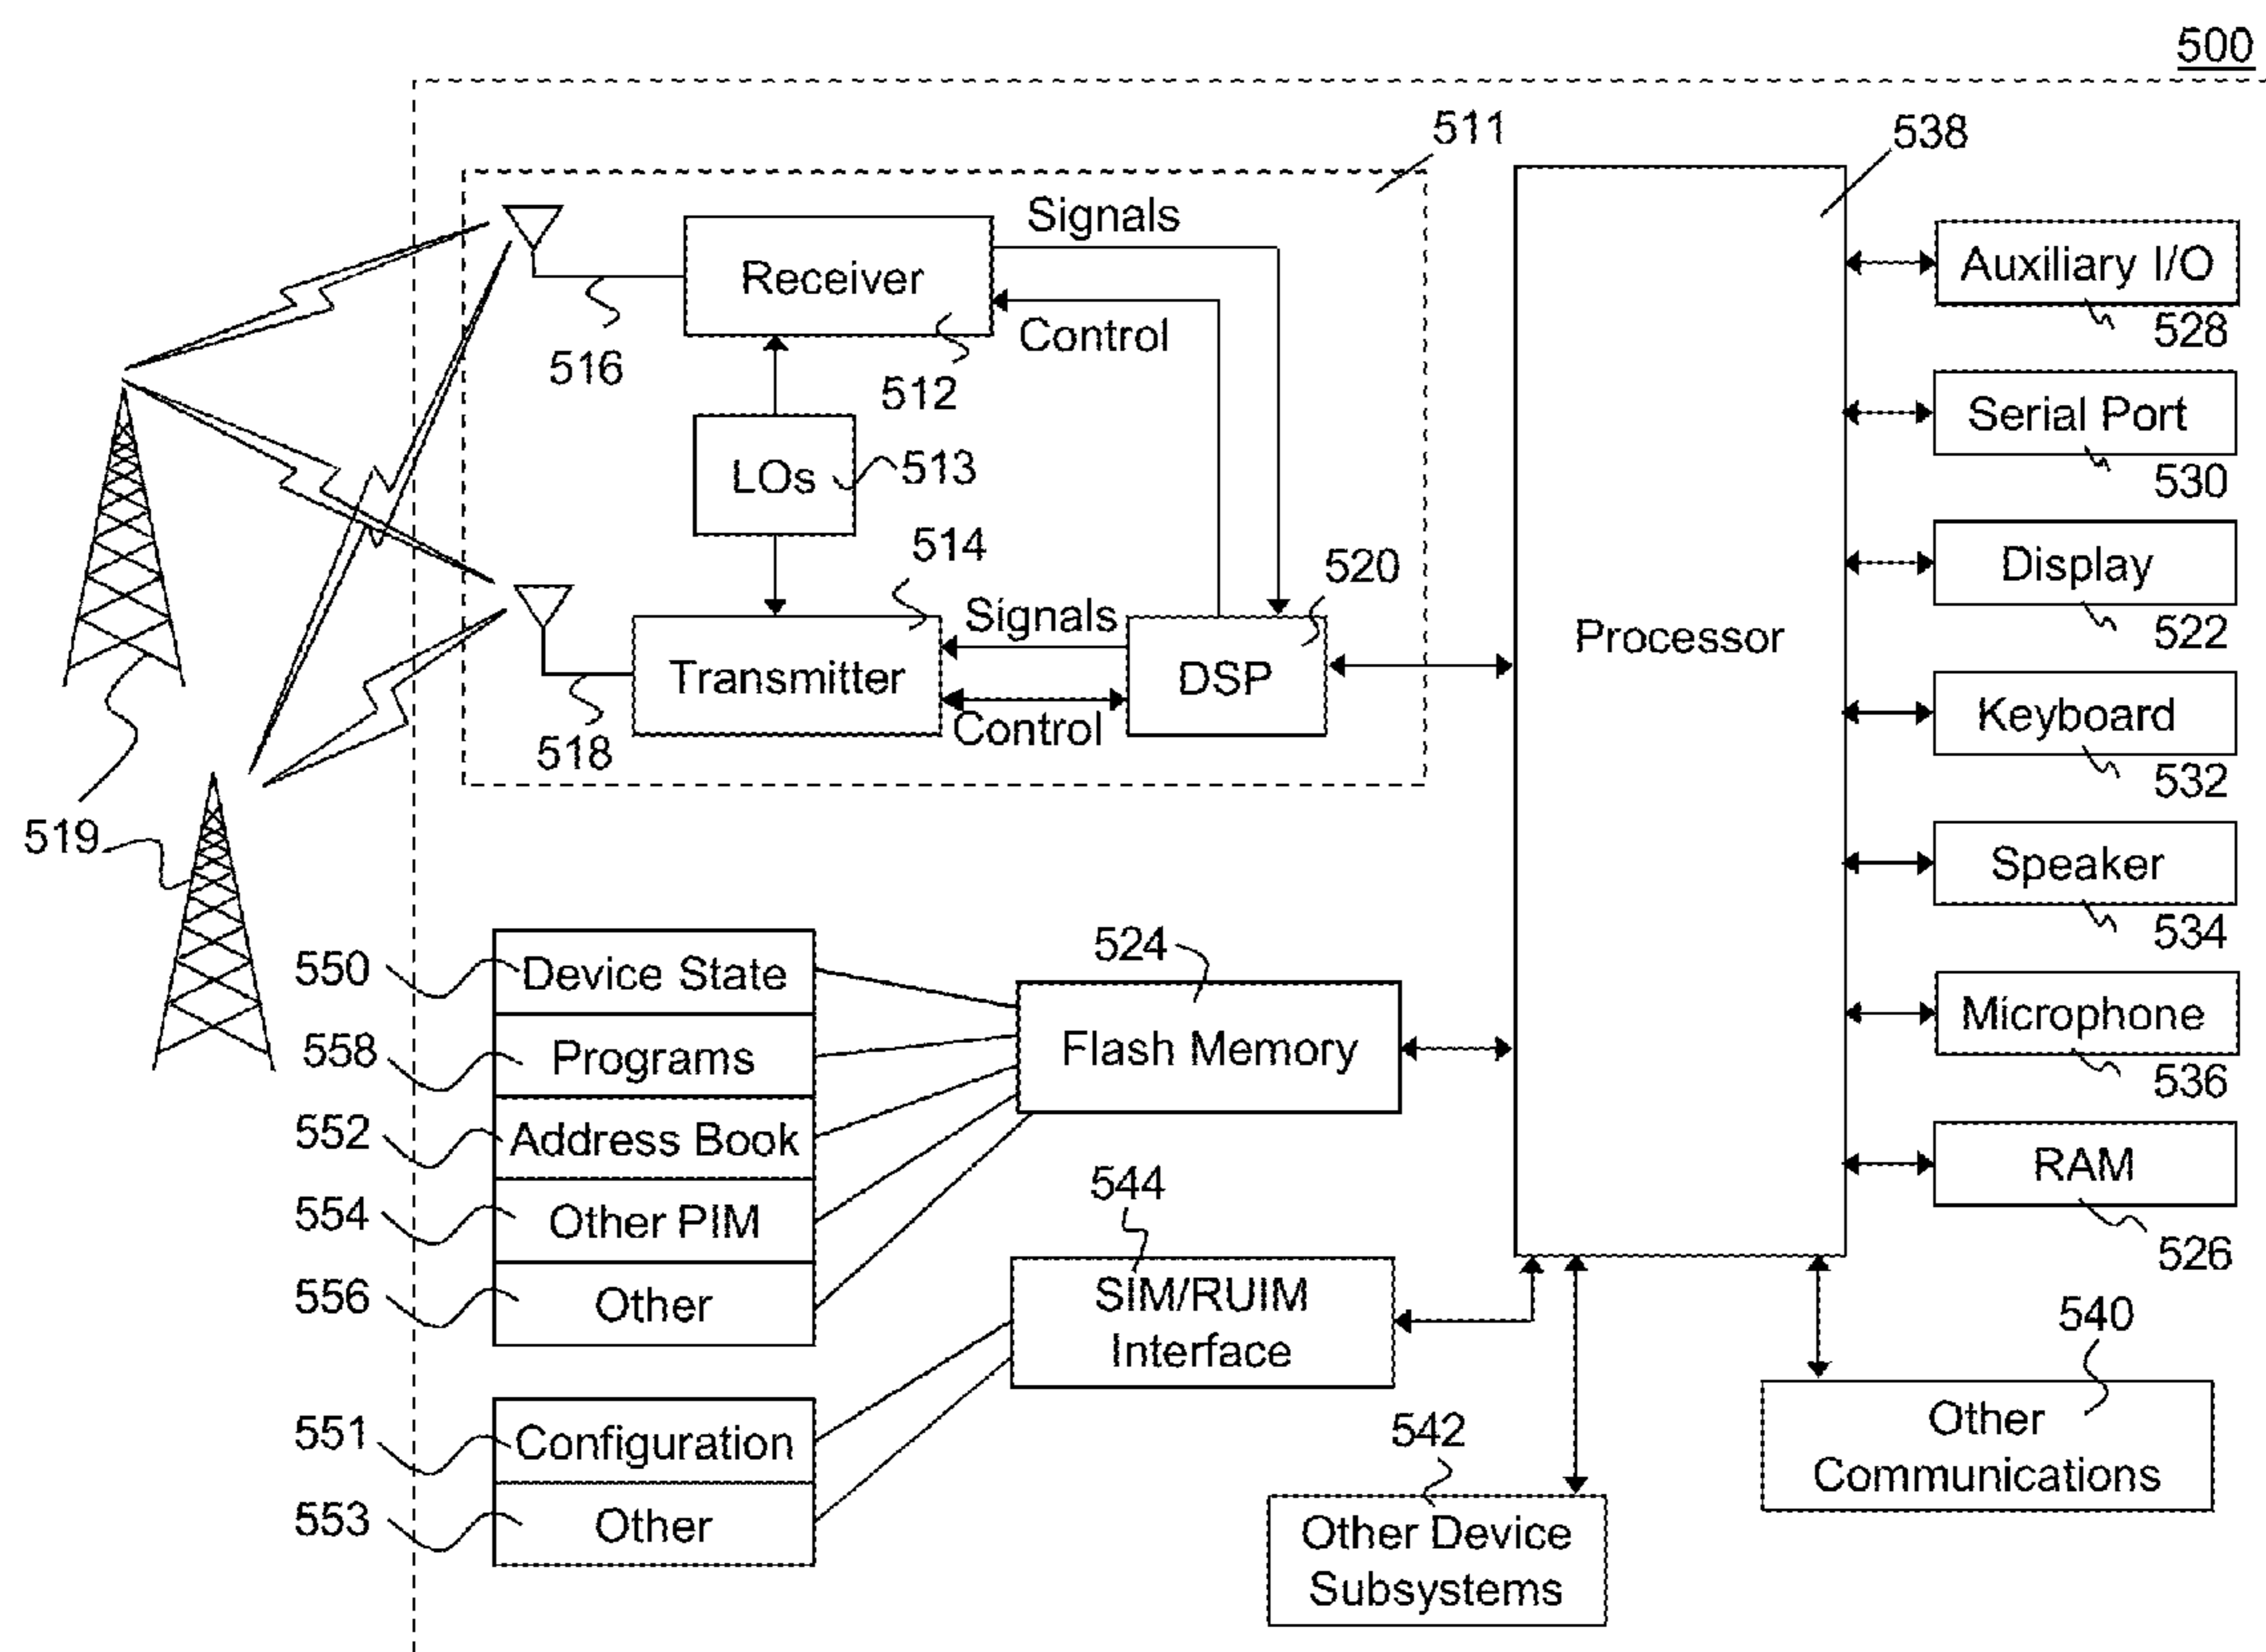 500
511
538
Signals
Receiver
Control
516
512
LOs
513
514
520
Signals
Transmitter
DSP
Control
518
519
Processor
Auxiliary I/O
528
Serial Port
530
Display
522
Keyboard
532
Speaker
534
Microphone
536
RAM
526
550
Device State
558
Programs
552
Address Book
554
Other PIM
556
Other
524
Flash Memory
544
SIM/RUIM
Interface
551
Configuration
553
Other
542
Other Device
Subsystems
540
Other
Communications